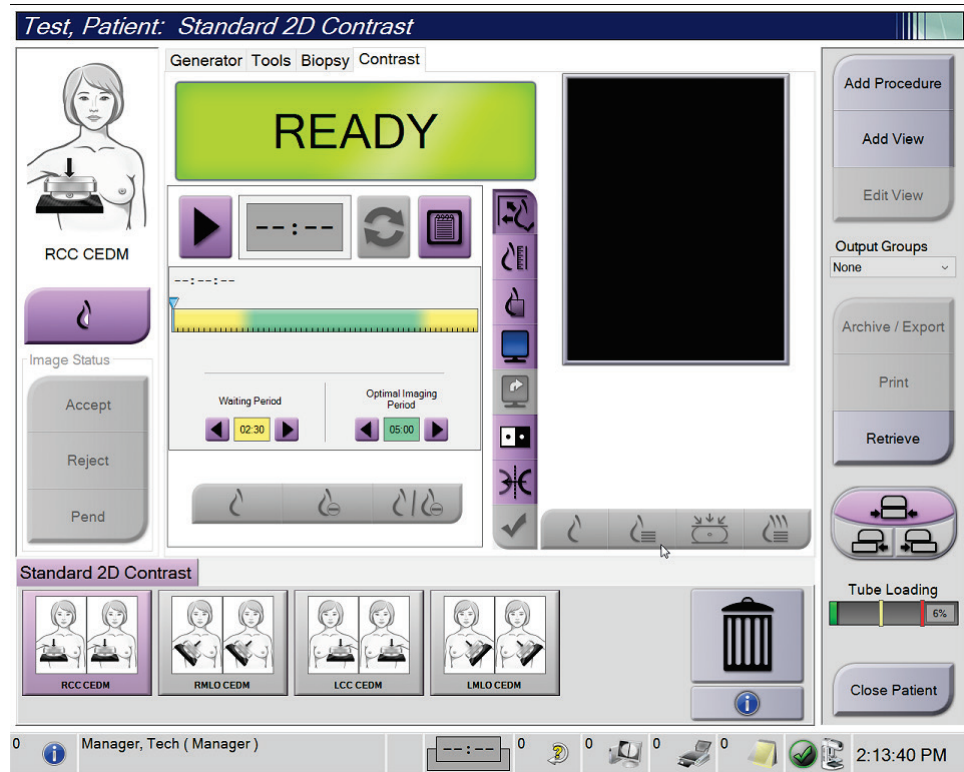 Test, Patient: Standard 2D Contrast
Generator Tools Biopsy Contrast
READY
--:--
--:--:--
Waiting Period
02:30
Optimal Imaging
Period
05:00
RCC CEDM
Image Status
Accept
Reject
Pend
Add Procedure
Add View
Edit View
Output Groups
None
Archive / Export
Print
Retrieve
Tube Loading
6%
Close Patient
Standard 2D Contrast
RCC CEDM
RMLO CEDM
LCC CEDM
LMLO CEDM
0 Manager, Tech ( Manager ) --:-- 0 0 0 0 2:13:40 PM